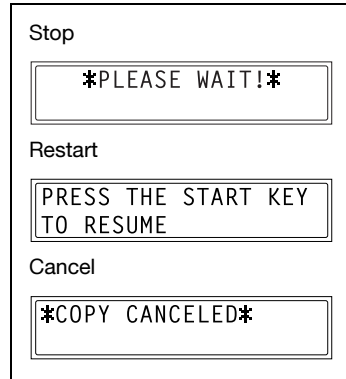 Stop
*PLEASE WAIT!*
Restart
PRESS THE START KEY
TO RESUME
Cancel
*COPY CANCELED*